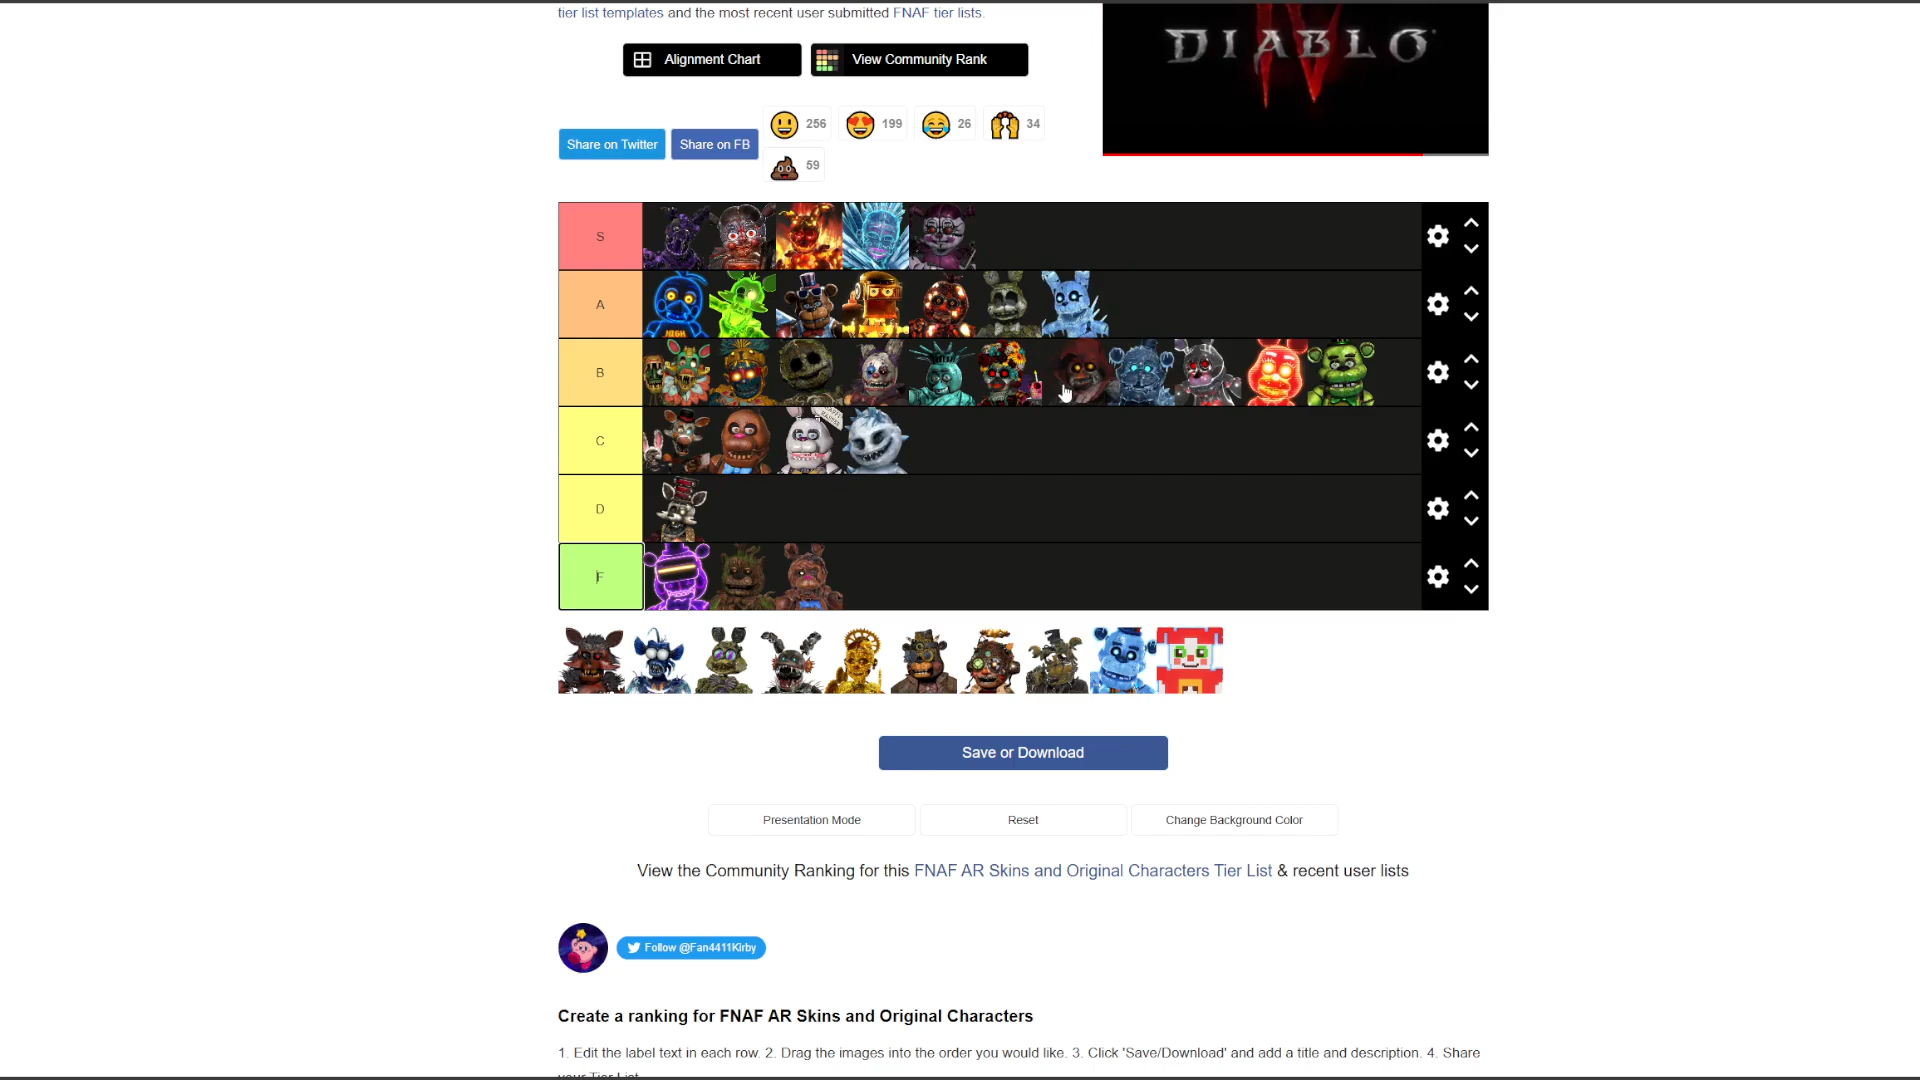 tier list templates and the most recent user submitted FNAF tier lists.
DIABLO
IV
Alignment Chart
View Community Rank
256
199
26
34
Share on Twitter
Share on FB
59
S
A
HIGH
B
C
D
F
Save or Download
Presentation Mode
Reset
Change Background Color
View the Community Ranking for this FNAF AR Skins and Original Characters Tier List & recent user lists
Follow @Fan4411Kirby
Create a ranking for FNAF AR Skins and Original Characters
1. Edit the label text in each row. 2. Drag the images into the order you would like. 3. Click 'Save/Download' and add a title and description. 4. Share
your Tier List.